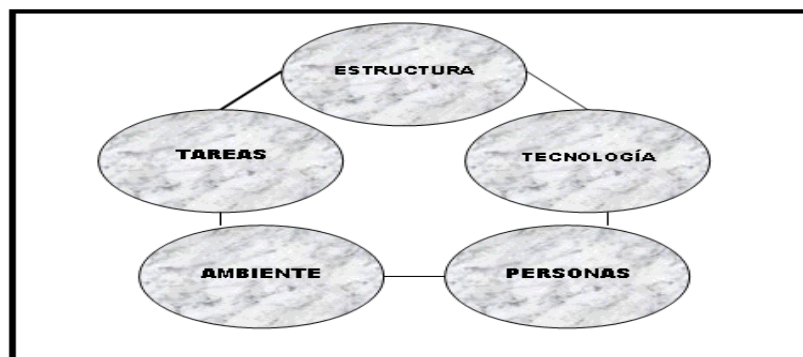 ESTRUCTURA
TAREAS
TECNOLOGÍA
AMBIENTE
PERSONAS